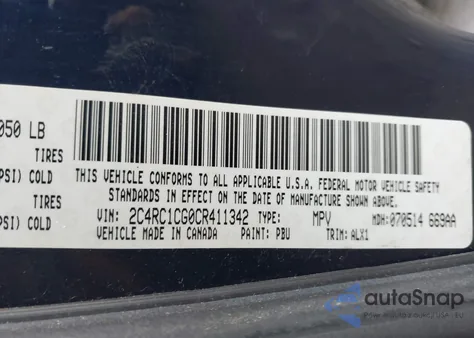 050 LB
TIRES
PSI) COLD
TIRES
PSI) COLD
THIS VEHICLE CONFORMS TO ALL APPLICABLE U.S.A. FEDERAL MOTOR VEHICLE SAFETY
STANDARDS IN EFFECT ON THE DATE OF MANUFACTURE SHOWN ABOVE.
VIN: 2C4RC1CG0CR411342 TYPE: MPV MDH:070514 669AA
VEHICLE MADE IN CANADA PAINT: PBU TRIM: ALX1
autoSnap